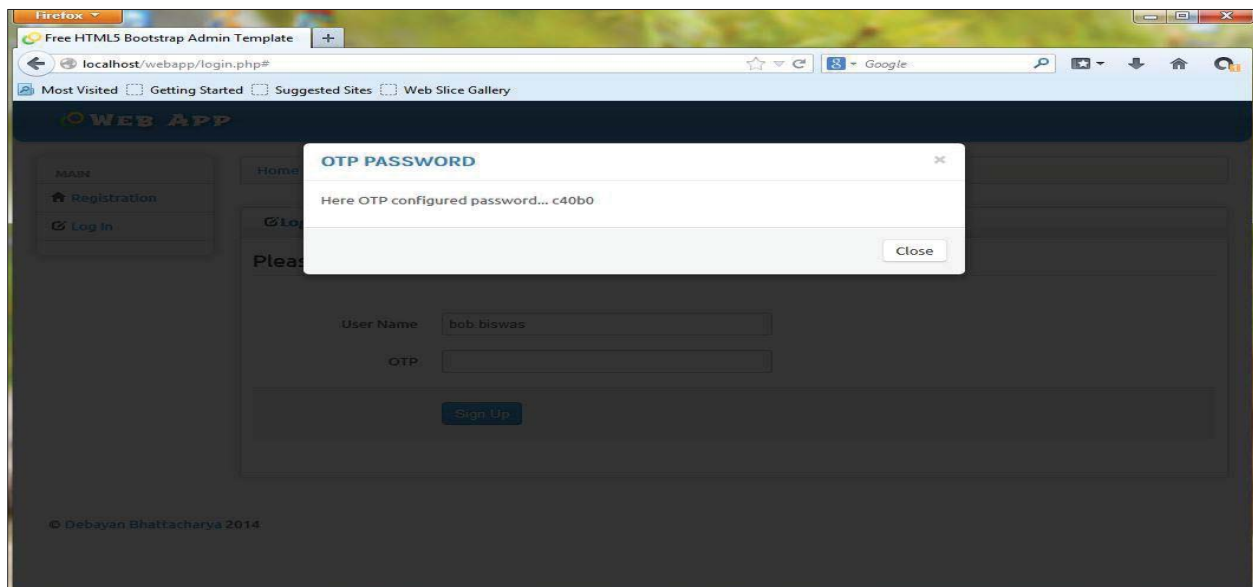 Firefox
Free HTML5 Bootstrap Admin Template
localhost/webapp/login.php#
Google
Most Visited Getting Started Suggested Sites Web Slice Gallery
WEB APP
OTP PASSWORD
Here OTP configured password... c40b0
Close
MAIN
Registration
Log In
Home
User Name
bob.biswas
OTP
Sign Up
© Debayan Bhattacharya 2014